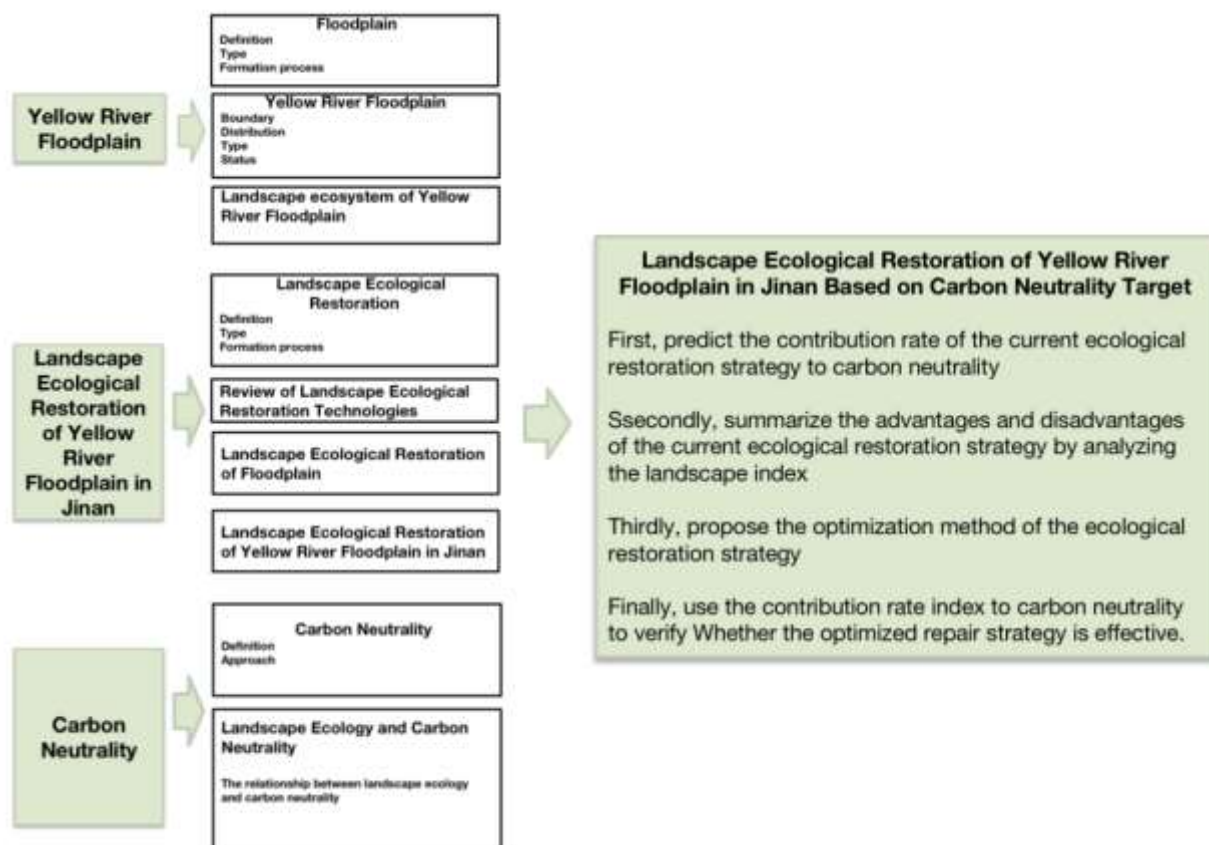 Yellow River
Floodplain
Floodplain
Definition
Type
Formation process
Yellow River Floodplain
Boundary
Distribution
Type
Status
Landscape ecosystem of Yellow
River Floodplain
Landscape
Ecological
Restoration
of Yellow
River
Floodplain in
Jinan
Landscape Ecological
Restoration
Definition
Type
Formation process
Review of Landscape Ecological
Restoration Technologies
Landscape Ecological Restoration
of Floodplain
Landscape Ecological Restoration
of Yellow River Floodplain in Jinan
Carbon
Neutrality
Carbon Neutrality
Definition
Approach
Landscape Ecology and Carbon
Neutrality
The relationship between landscape ecology
and carbon neutrality
Landscape Ecological Restoration of Yellow River
Floodplain in Jinan Based on Carbon Neutrality Target
First, predict the contribution rate of the current ecological
restoration strategy to carbon neutrality
Ssecondly, summarize the advantages and disadvantages
of the current ecological restoration strategy by analyzing
the landscape index
Thirdly, propose the optimization method of the ecological
restoration strategy
Finally, use the contribution rate index to carbon neutrality
to verify Whether the optimized repair strategy is effective.